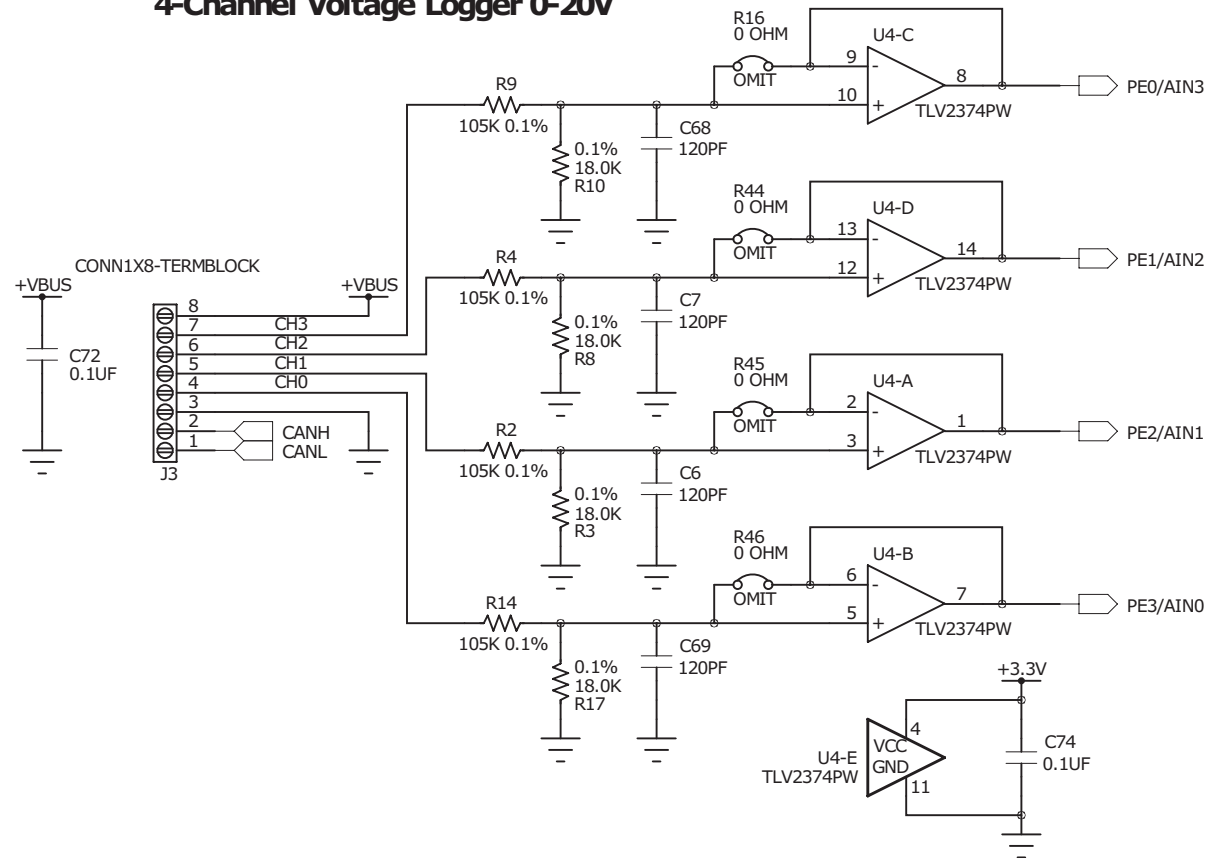 4-Channel Voltage Logger 0-20V
R16
0 OHM
OMIT
U4-C
9
-
10
+
8
TLV2374PW
PE0/AIN3
R9
105K 0.1%
0.1%
18.0K
R10
C68
120PF
R44
0 OHM
OMIT
U4-D
13
-
12
+
14
TLV2374PW
PE1/AIN2
R4
105K 0.1%
0.1%
18.0K
R8
C7
120PF
CONN1X8-TERMBLOCK
+VBUS
+VBUS
C72
0.1UF
8
7
6
5
4
3
2
1
CH3
CH2
CH1
CH0
CANH
CANL
J3
R45
0 OHM
OMIT
U4-A
2
-
3
+
1
TLV2374PW
PE2/AIN1
R2
105K 0.1%
0.1%
18.0K
R3
C6
120PF
R46
0 OHM
OMIT
U4-B
6
-
5
+
7
TLV2374PW
PE3/AIN0
R14
105K 0.1%
0.1%
18.0K
R17
C69
120PF
+3.3V
4
VCC
GND
11
U4-E
TLV2374PW
C74
0.1UF